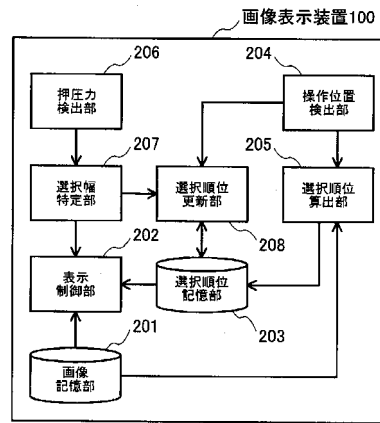 画像表示装置100
206
204
押圧力
検出部
操作位置
検出部
207
205
選択幅
特定部
選択順位
更新部
選択順位
算出部
202
208
表示
制御部
選択順位
記憶部
201
203
画像
記憶部